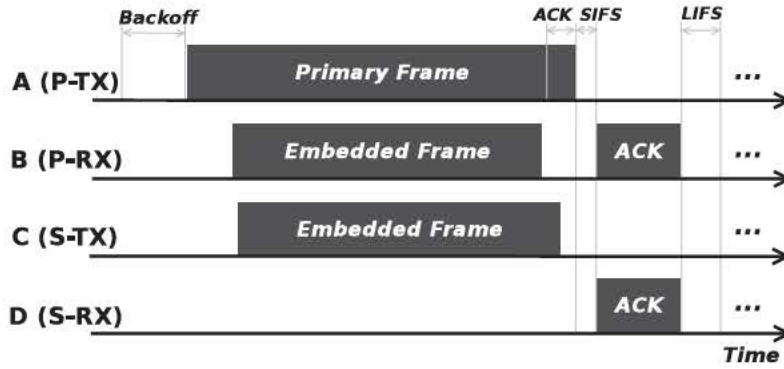 Backoff ACK SIFS LIFS
A (P-TX) Primary Frame ...
B (P-RX) Embedded Frame ACK ...
C (S-TX) Embedded Frame ...
D (S-RX) ACK ...
Time